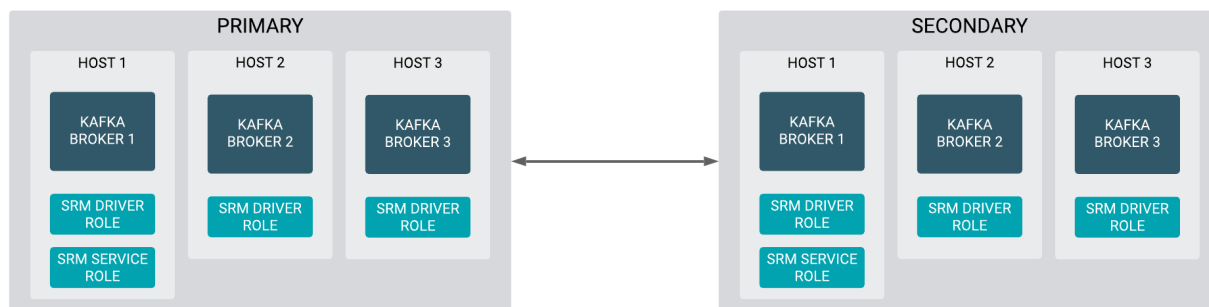 PRIMARY
HOST 1
KAFKA
BROKER 1
SRM DRIVER
ROLE
SRM SERVICE
ROLE
HOST 2
KAFKA
BROKER 2
SRM DRIVER
ROLE
HOST 3
KAFKA
BROKER 3
SRM DRIVER
ROLE
SECONDARY
HOST 1
KAFKA
BROKER 1
SRM DRIVER
ROLE
SRM SERVICE
ROLE
HOST 2
KAFKA
BROKER 2
SRM DRIVER
ROLE
HOST 3
KAFKA
BROKER 3
SRM DRIVER
ROLE